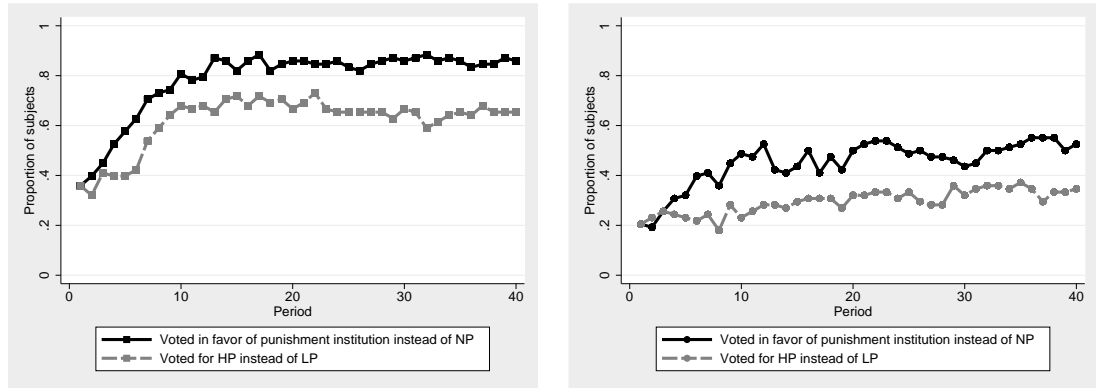 Proportion of subjects
0 .2 .4 .6 .8 1
0 10 20 30 40
Period
Voted in favor of punishment institution instead of NP
Voted for HP instead of LP
Proportion of subjects
0 .2 .4 .6 .8 1
0 10 20 30 40
Period
Voted in favor of punishment institution instead of NP
Voted for HP instead of LP